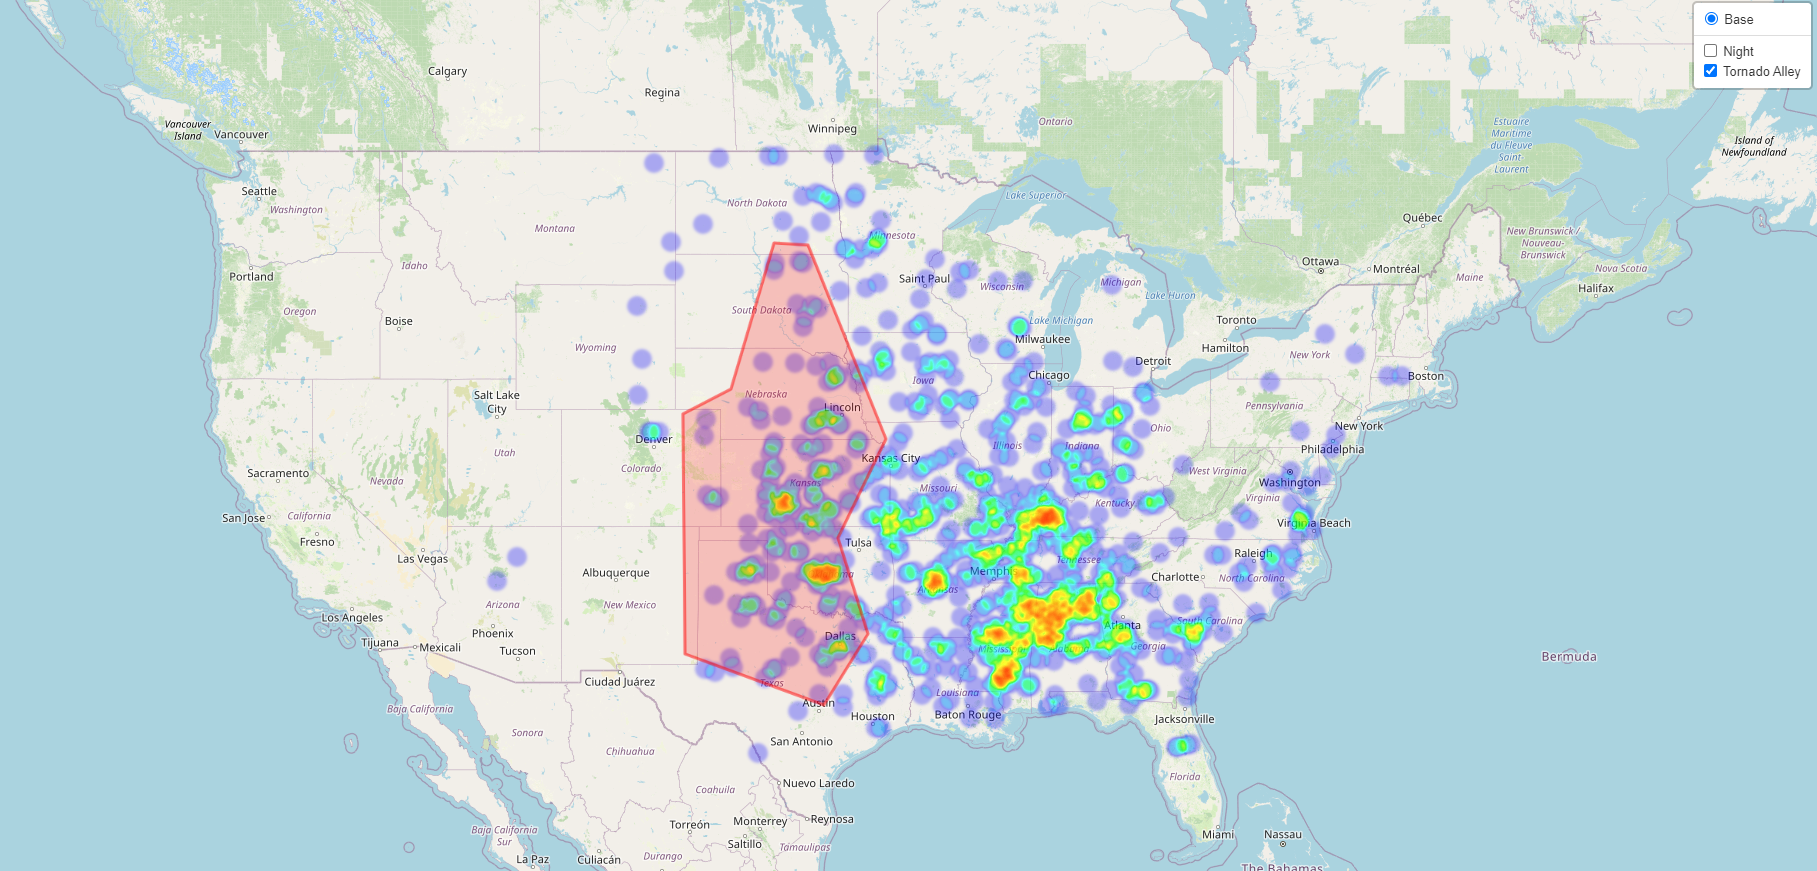 Base
Night
Tornado Alley
Calgary
Regina
Winnipeg
Ontario
Vancouver
Island
Vancouver
Estuaire
Maritime
du Fleuve
Saint-
Laurent
Island of
Newfoundland
Seattle
Washington
North Dakota
Lake Superior
Québec
Montana
Minnesota
New Brunswick /
Nouveau-
Brunswick
Portland
Idaho
Saint Paul
Wisconsin
Michigan
Ottawa
Montréal
Maine
Nova Scotia
Halifax
Lake Huron
Oregon
Boise
South Dakota
Lake Michigan
Toronto
Milwaukee
Hamilton
Wyoming
New York
Detroit
Chicago
Boston
Iowa
Salt Lake
City
Nebraska
Lincoln
Pennsylvania
New York
Ohio
Denver
Utah
Colorado
Illinois
Indiana
Philadelphia
Sacramento
Nevada
Kansas City
Kansas
Missouri
West Virginia
Washington
Virginia
Kentucky
San Jose
California
Virginia Beach
Fresno
Las Vegas
Tulsa
Raleigh
Tennessee
Albuquerque
Memphis
Charlotte
North Carolina
Arkansas
Arizona
New Mexico
Los Angeles
Phoenix
Atlanta
South Carolina
Tijuana
Mexicali
Tucson
Dallas
Mississippi
Alabama
Georgia
Bermuda
Ciudad Juárez
Texas
Louisiana
Austin
Baja California
Houston
Baton Rouge
Jacksonville
Sonora
San Antonio
Chihuahua
Florida
Coahuila
Nuevo Laredo
Baja California
Sur
Torreón
Monterrey
Reynosa
Saltillo
Tamaulipas
Miami
Nassau
La Paz
Culiacán
Durango
The Bahamas